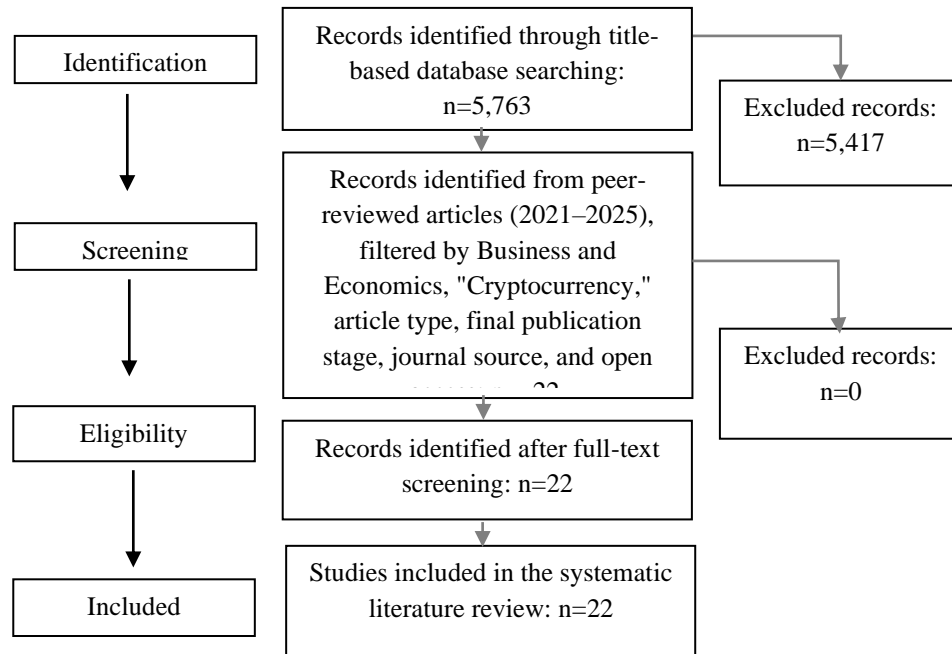 Identification
Records identified through title-
based database searching:
n=5,763
Excluded records:
n=5,417
Screening
Records identified from peer-
reviewed articles (2021–2025),
filtered by Business and
Economics, "Cryptocurrency,"
article type, final publication
stage, journal source, and open
Excluded records:
n=0
Eligibility
Records identified after full-text
screening: n=22
Included
Studies included in the systematic
literature review: n=22